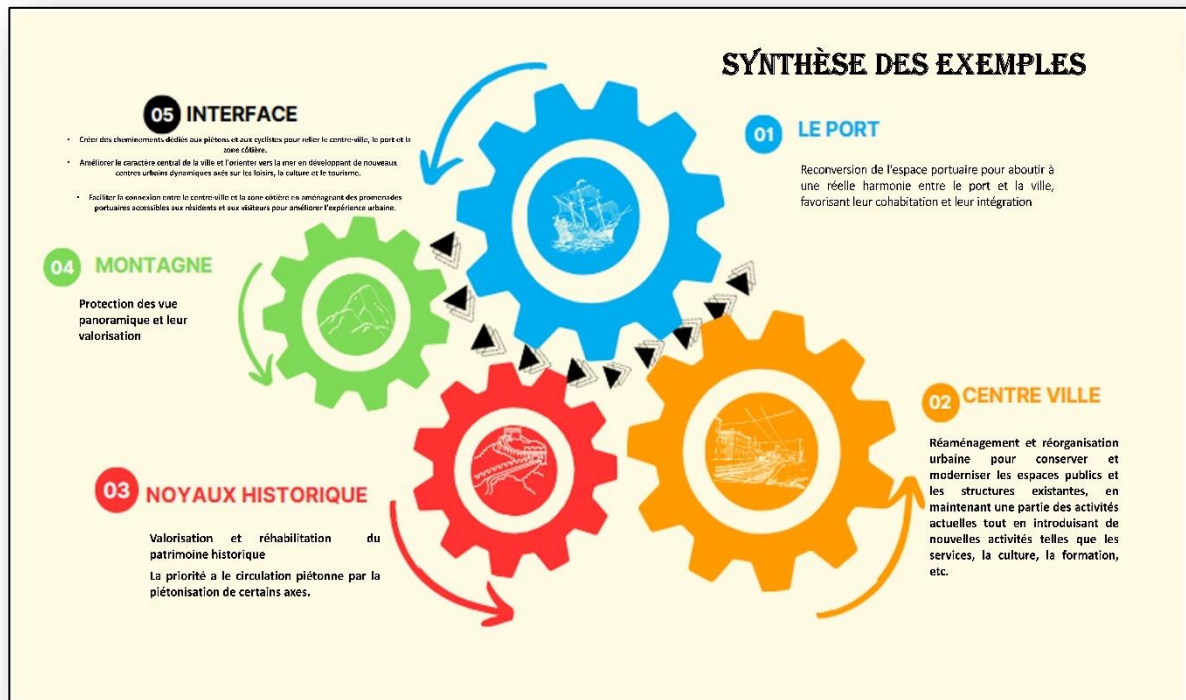 SYNTHÈSE DES EXEMPLES
01 LE PORT
Reconversion de l'espace portuaire pour aboutir à
une réelle harmonie entre le port et la ville,
favorisant leur cohabitation et leur intégration
02 CENTRE VILLE
Réaménagement et réorganisation
urbaine pour conserver et
moderniser les espaces publics et
les structures existantes, en
maintenant une partie des activités
actuelles tout en introduisant de
nouvelles activités telles que les
services, la culture, la formation,
etc.
03 NOYAUX HISTORIQUE
Valorisation et réhabilitation du
patrimoine historique
La priorité a le circulation piétonne par la
piétonisation de certains axes.
04 MONTAGNE
Protection des vue
panoramique et leur
valorisation
05 INTERFACE
• Créer des cheminements dédiés aux piétons et aux cyclistes pour relier le centre-ville, le port et la
zone côtière.
• Améliorer le caractère central de la ville et l'orienter vers la mer en développant de nouveaux
centres urbains dynamiques axés sur les loisirs, la culture et le tourisme.
• Faciliter la connexion entre le centre-ville et la zone côtière en aménageant des promenades
portuaires accessibles aux résidents et aux visiteurs pour améliorer l'expérience urbaine.